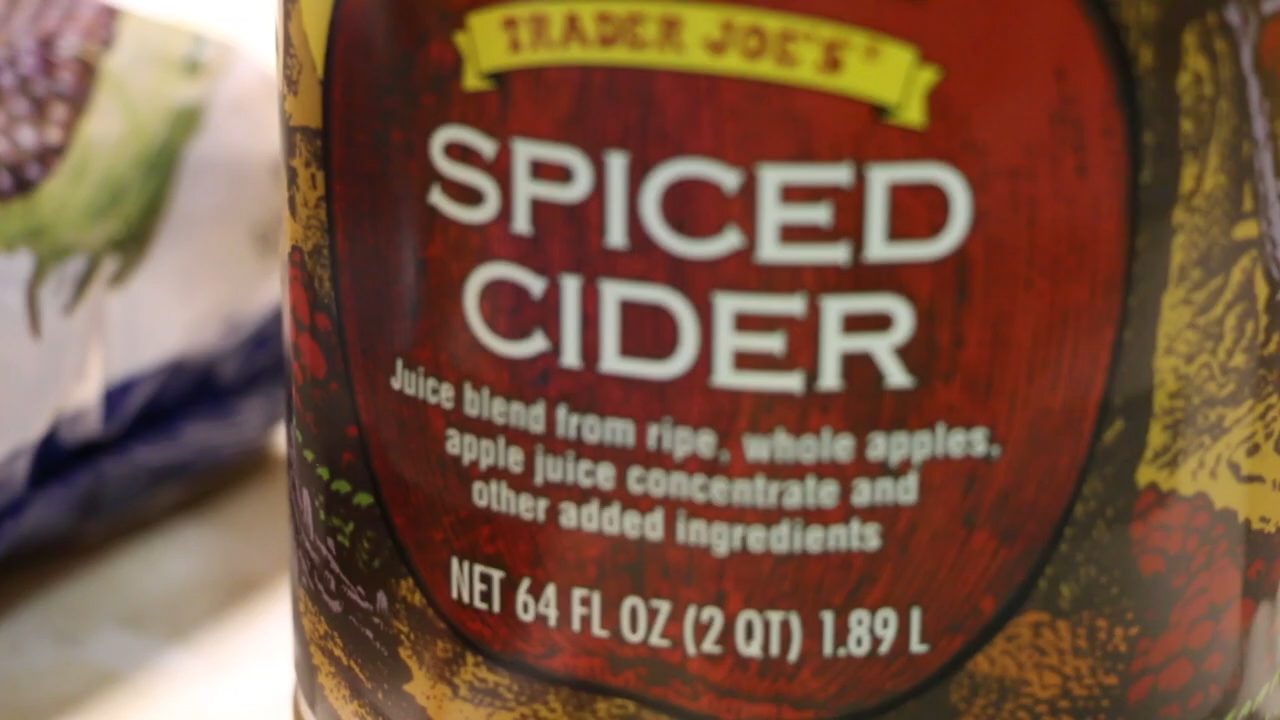 TRADER JOE'S®
SPICED
CIDER
Juice blend from ripe, whole apples,
apple juice concentrate and
other added ingredients
NET 64 FL OZ (2 QT) 1.89 L